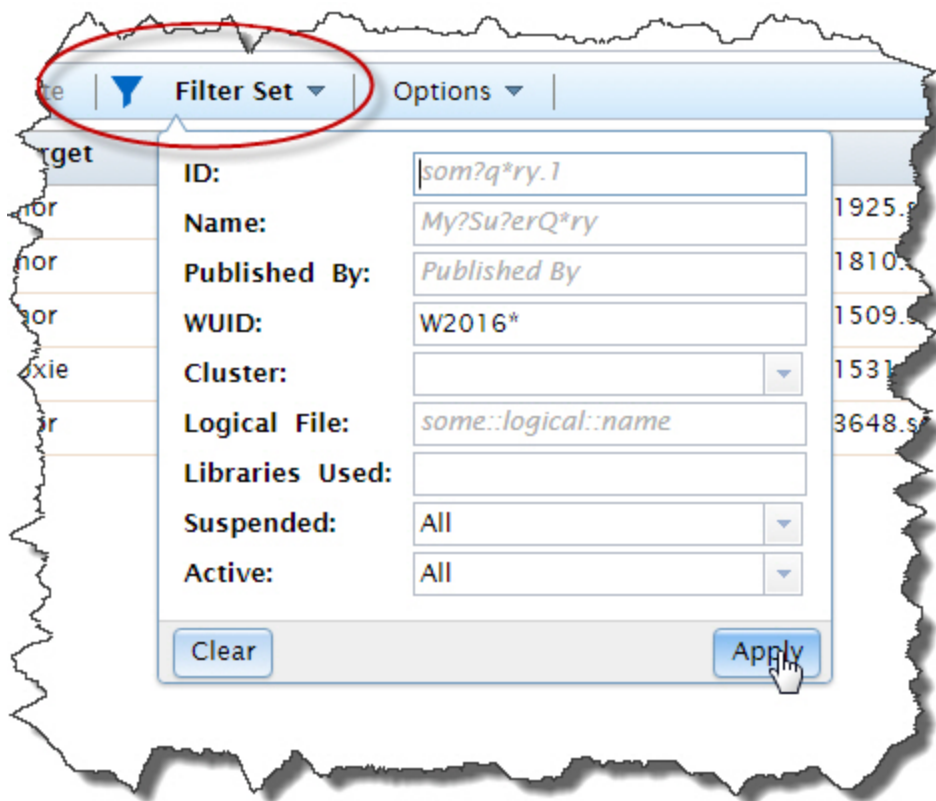 Filter Set Options
ID: som?q*ry.1
1925.s
Name: My?Su?erQ*ry
Published By: Published By
1810.s
WUID: W2016*
1509.s
Cluster:
1531
Logical File: some::logical::name
3648.s
Libraries Used:
Suspended: All
Active: All
Clear Apply